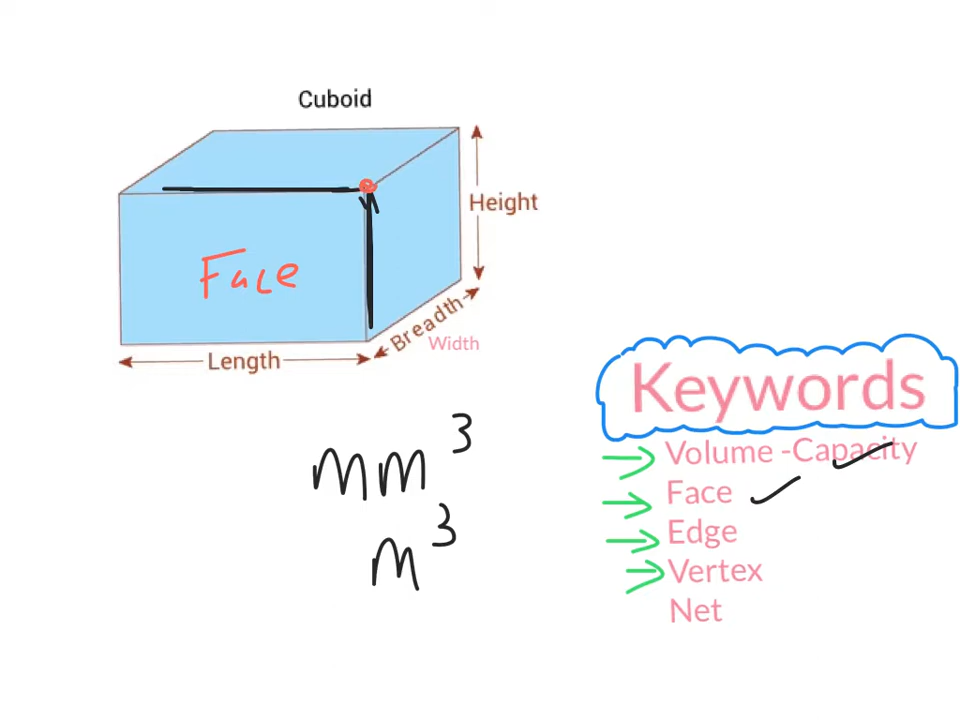 Cuboid
Height
Face
Breadth
Width
Length
Keywords
Volume -Capacity
Face
Edge
Vertex
Net
mm³
m³